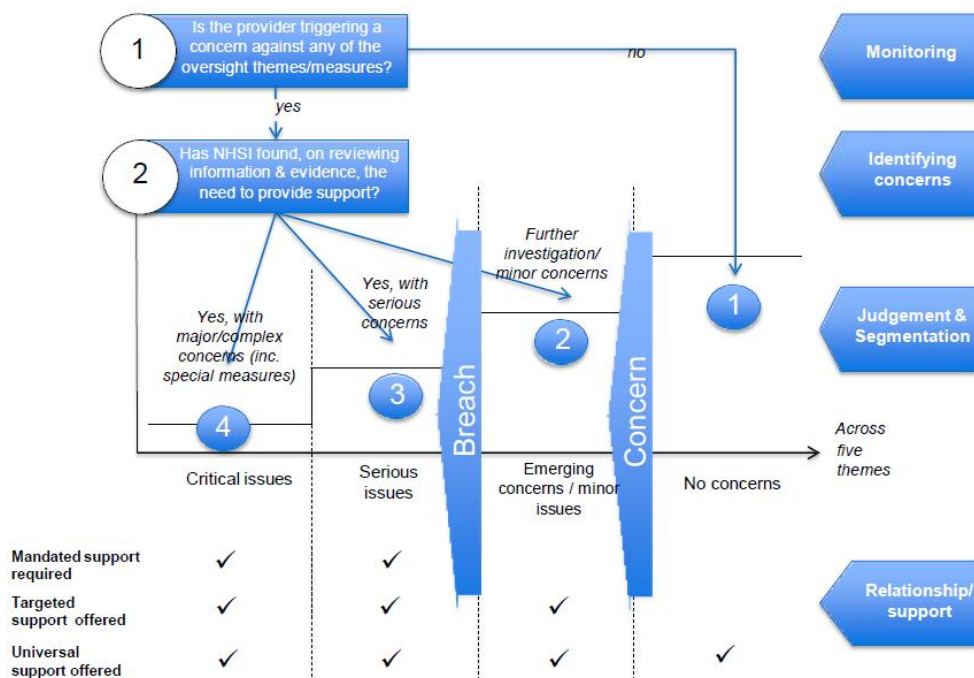 1
Is the provider triggering a
concern against any of the
oversight themes/measures?
no
Monitoring
yes
2
Has NHSI found, on reviewing
information & evidence, the
need to provide support?
Identifying
concerns
Further
investigation/
minor concerns
Yes, with
serious
concerns
Yes, with
major/complex
concerns (inc.
special measures)
1
2
3
4
Breach
Concern
Judgement &
Segmentation
Across
five
themes
Critical issues
Serious
issues
Emerging
concerns / minor
issues
No concerns
Mandated support
required
✓ ✓
Targeted
support offered
✓ ✓ ✓
Universal
support offered
✓ ✓ ✓ ✓
Relationship/
support